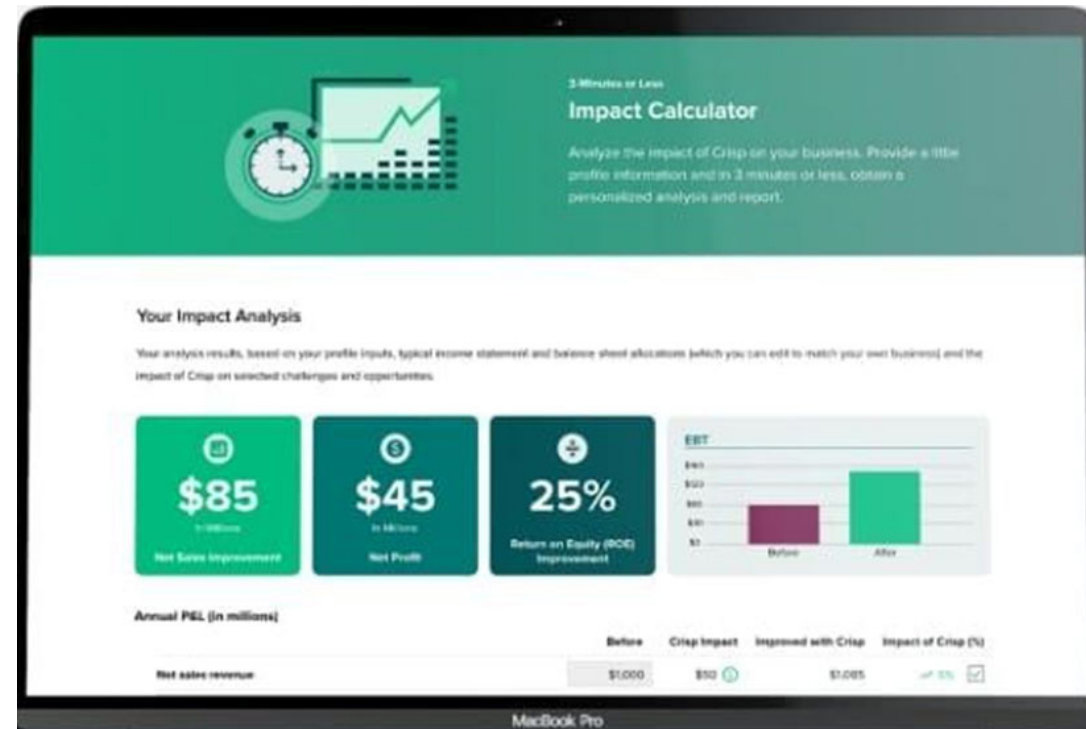 3-Minutes or Less
Impact Calculator
Analyze the impact of Crisp on your business. Provide a little
profile information and in 3 minutes or less, obtain a
personalized analysis and report.
Your Impact Analysis
Your analysis results, based on your profile inputs, typical income statement and balance sheet allocations (which you can edit to match your own business) and the
impact of Crisp on selected challenges and opportunities.
$85
In Millions
Net Sales Improvement
$45
In Millions
Net Profit
25%
Return on Equity (ROE)
Improvement
EBT
$160
$120
$80
$40
$0
Before After
Annual P&L (in millions)
Before Crisp Impact Improved with Crisp Impact of Crisp (%)
Net sales revenue $1,000 $1,085
MacBook Pro